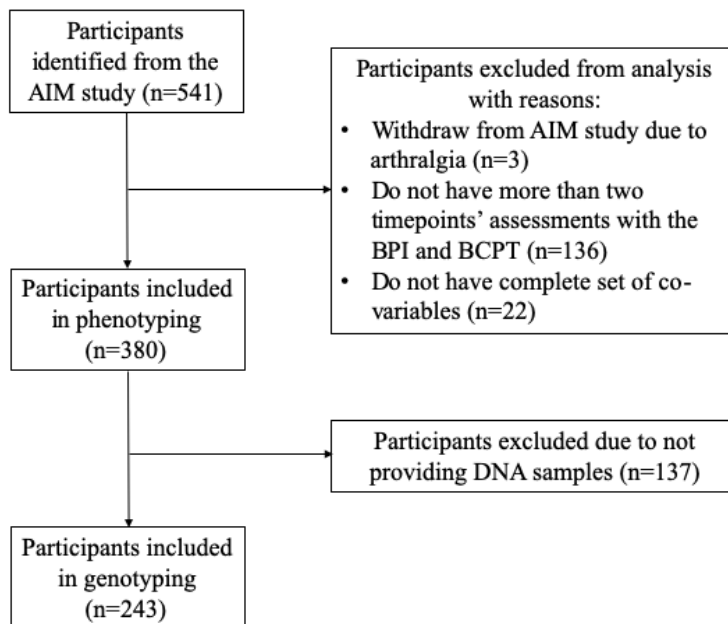 Participants
identified from the
AIM study (n=541)
Participants excluded from analysis
with reasons:
• Withdraw from AIM study due to
arthralgia (n=3)
• Do not have more than two
timepoints’ assessments with the
BPI and BCPT (n=136)
• Do not have complete set of co-
variables (n=22)
Participants included
in phenotyping
(n=380)
Participants excluded due to not
providing DNA samples (n=137)
Participants included
in genotyping
(n=243)